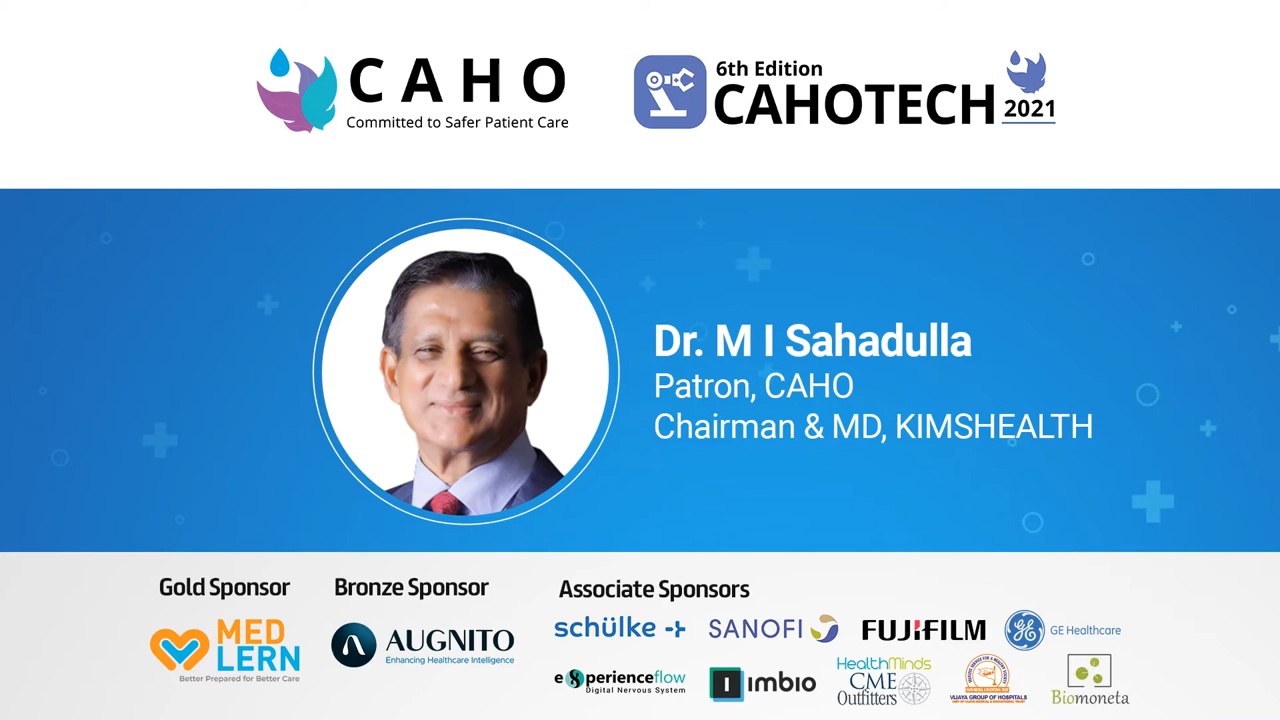 CAHO
Committed to Safer Patient Care
6th Edition
CAHOTECH
2021
Dr. M I Sahadulla
Patron, CAHO
Chairman & MD, KIMSHEALTH
Gold Sponsor
MED
LERN
Better Prepared for Better Care
Bronze Sponsor
AUGNITO
Enhancing Healthcare Intelligence
Associate Sponsors
schülke
SANOFI
FUJIFILM
GE Healthcare
experienceflow
Digital Nervous System
imbio
HealthMinds
CME
Outfitters
VIJAYA GROUP OF HOSPITALS
Biomoneta